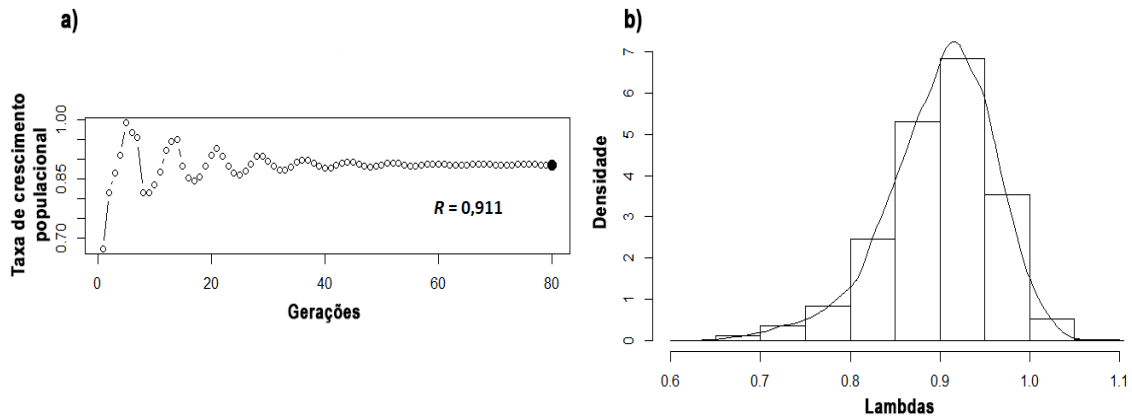 a)
Taxa de crescimento
populacional
1.00
0.85
0.70
R = 0,911
0 20 40 60 80
Gerações
b)
Densidade
7
6
5
4
3
2
1
0
0.6 0.7 0.8 0.9 1.0 1.1
Lambdas